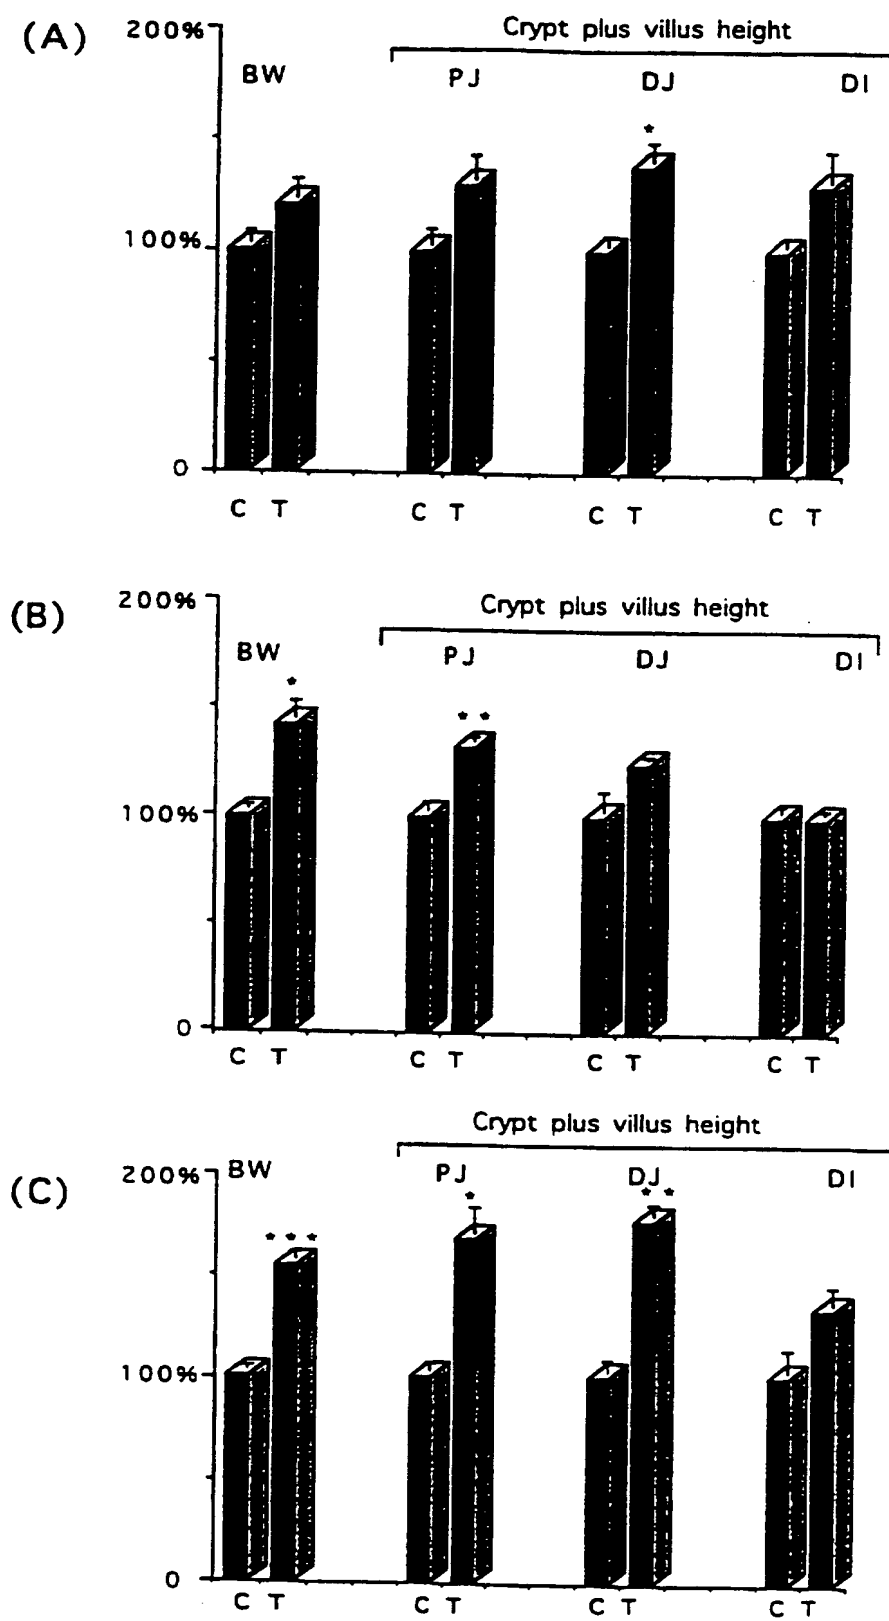 (A)
200%
Crypt plus villus height
BW
PJ
DJ
DI
*
100%
0
C T
C T
C T
C T
(B)
200%
Crypt plus villus height
BW
PJ
DJ
DI
*
* *
100%
0
C T
C T
C T
C T
Crypt plus villus height
(C)
200%
BW
PJ
DJ
DI
* * *
*
* *
100%
0
C T
C T
C T
C T